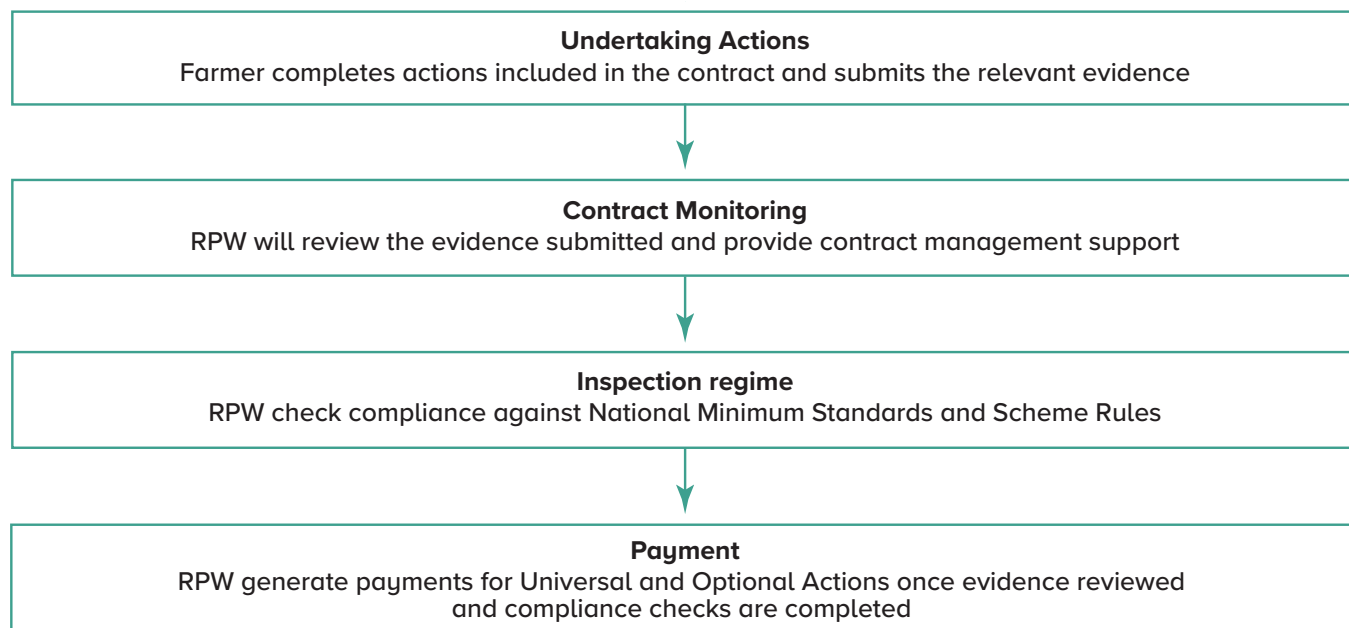 Undertaking Actions
Farmer completes actions included in the contract and submits the relevant evidence
Contract Monitoring
RPW will review the evidence submitted and provide contract management support
Inspection regime
RPW check compliance against National Minimum Standards and Scheme Rules
Payment
RPW generate payments for Universal and Optional Actions once evidence reviewed
and compliance checks are completed